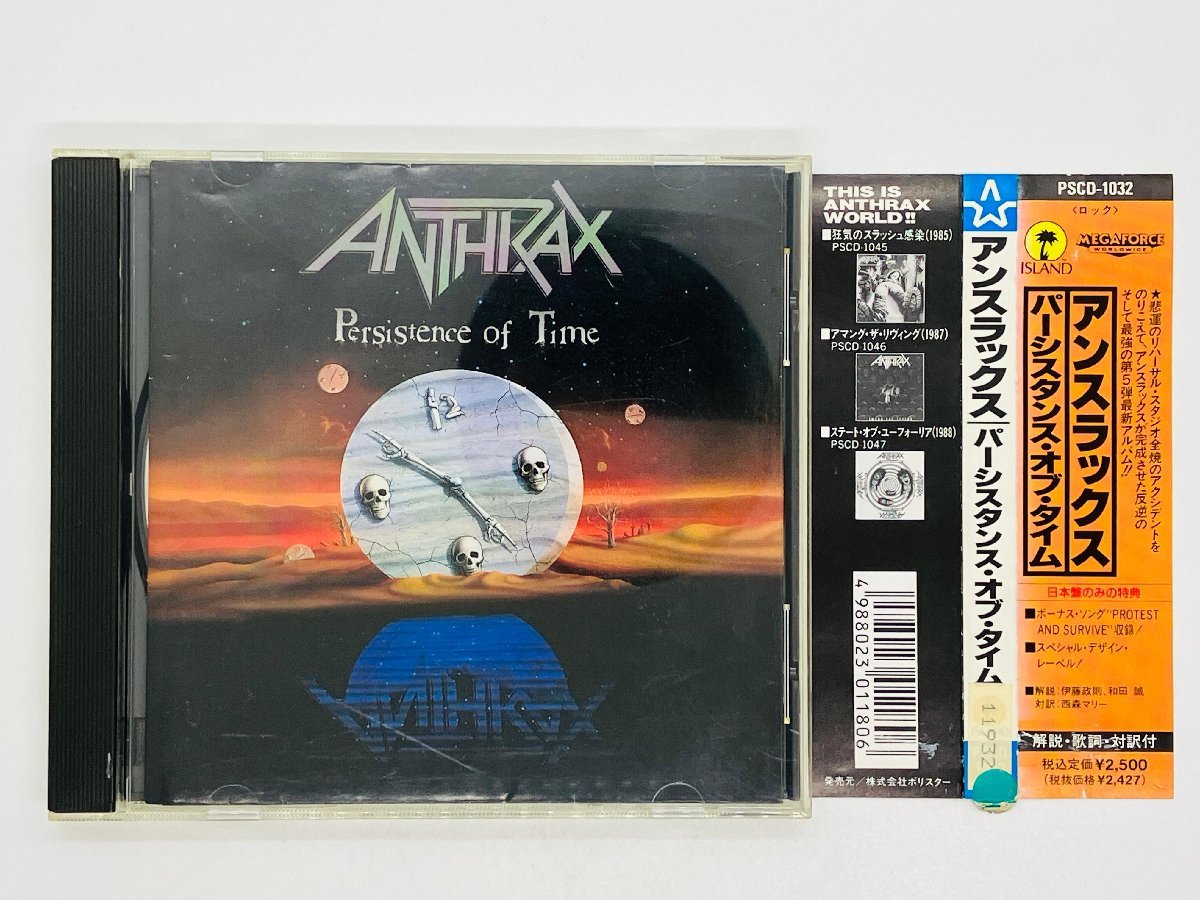 ANTHRAX
Persistence of Time
12
ANTHRAX
THIS IS
ANTHRAX
WORLD!!
■狂気のスラッシュ感染(1985)
PSCD-1045
■アマング・ザ・リヴィング(1987)
PSCD-1046
ANTHRAX
■ステート・オブ・ユーフォーリア(1988)
PSCD-1047
4988023011806
発売元/株式会社ポリスター
アンスラックス/パーシスタンス・オブ・タイム
11932
PSCD-1032
〈ロック〉
ISLAND
MEGAFORCE
WORLDWIDE
★悲運のリハーサル・スタジオ全焼のアクシデントを
のりこえて、アンスラックスが完成させた反逆の
そして最強の第5弾最新アルバム!!
アンスラックス
パーシスタンス・オブ・タイム
日本盤のみの特典
■ボーナス・ソング"PROTEST
AND SURVIVE"収録!
■スペシャル・デザイン・
レーベル!
■解説:伊藤政則、和田 誠
対訳:西森マリー
解説・歌詞・対訳付
税込定価¥2,500
(税抜価格¥2,427)